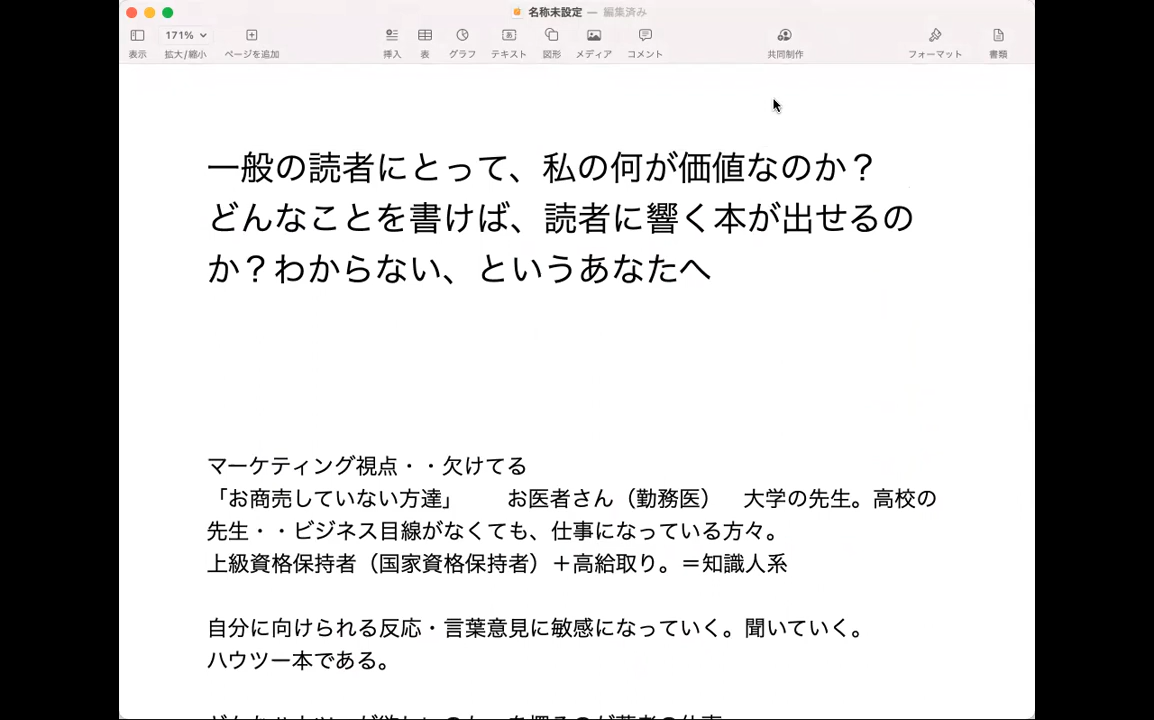 名称未設定 — 編集済み
171%
表示 拡大/縮小 ページを追加 挿入 表 グラフ テキスト 図形 メディア コメント 共同制作 フォーマット 書類
一般の読者にとって、私の何が価値なのか？
どんなことを書けば、読者に響く本が出せるの
か？わからない、というあなたへ
マーケティング視点・・欠けてる
「お商売していない方達」　　お医者さん（勤務医）　大学の先生。高校の
先生・・ビジネス目線がなくても、仕事になっている方々。
上級資格保持者（国家資格保持者）＋高給取り。＝知識人系
自分に向けられる反応・言葉意見に敏感になっていく。聞いていく。
ハウツー本である。